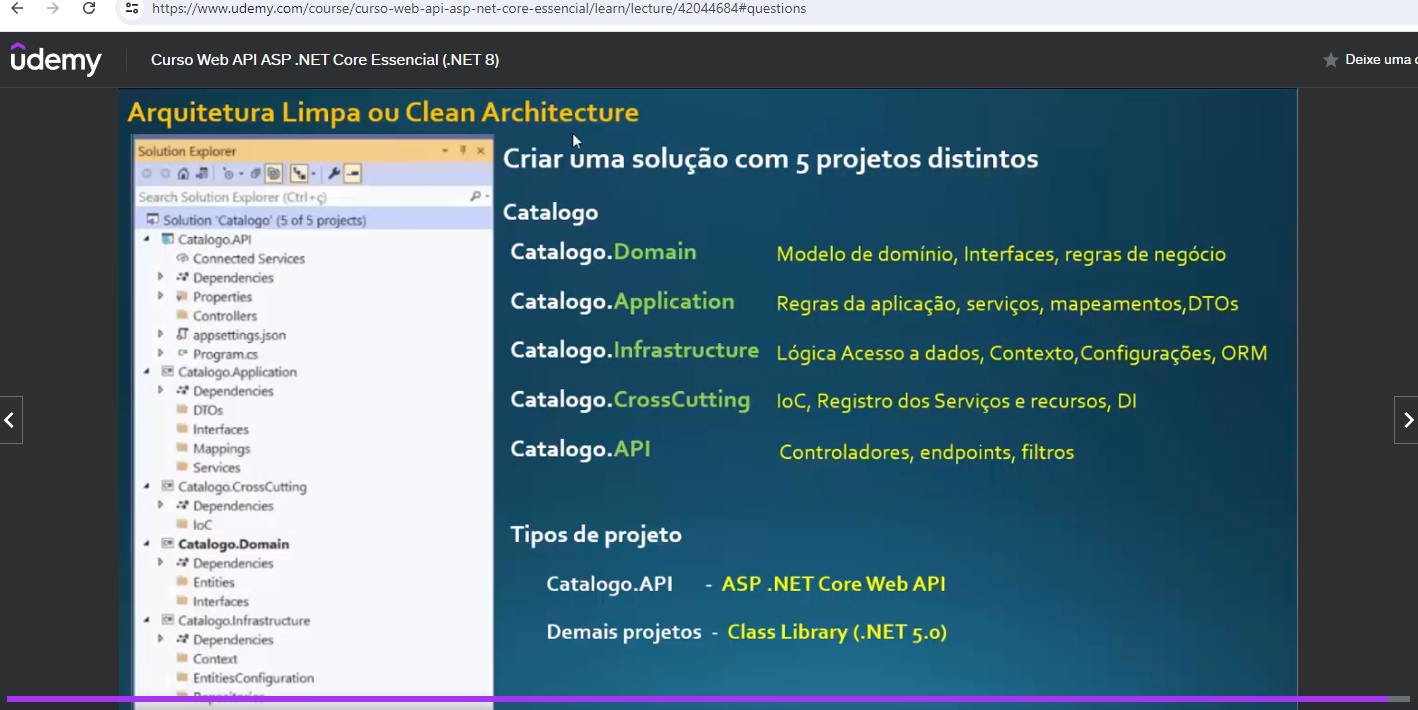 https://www.udemy.com/course/curso-web-api-asp-net-core-essencial/learn/lecture/42044684#questions
ûdemy
Curso Web API ASP .NET Core Essencial (.NET 8)
Deixe uma
Arquitetura Limpa ou Clean Architecture
Solution Explorer
Search Solution Explorer (Ctrl+ç)
Solution 'Catalogo' (5 of 5 projects)
Catalogo.API
Connected Services
Dependencies
Properties
Controllers
appsettings.json
Program.cs
Catalogo.Application
Dependencies
DTOs
Interfaces
Mappings
Services
Catalogo.CrossCutting
Dependencies
IoC
Catalogo.Domain
Dependencies
Entities
Interfaces
Catalogo.Infrastructure
Dependencies
Context
EntitiesConfiguration
Criar uma solução com 5 projetos distintos
Catalogo
Catalogo.Domain Modelo de domínio, Interfaces, regras de negócio
Catalogo.Application Regras da aplicação, serviços, mapeamentos,DTOs
Catalogo.Infrastructure Lógica Acesso a dados, Contexto,Configurações, ORM
Catalogo.CrossCutting IoC, Registro dos Serviços e recursos, DI
Catalogo.API Controladores, endpoints, filtros
Tipos de projeto
Catalogo.API - ASP .NET Core Web API
Demais projetos - Class Library (.NET 5.0)